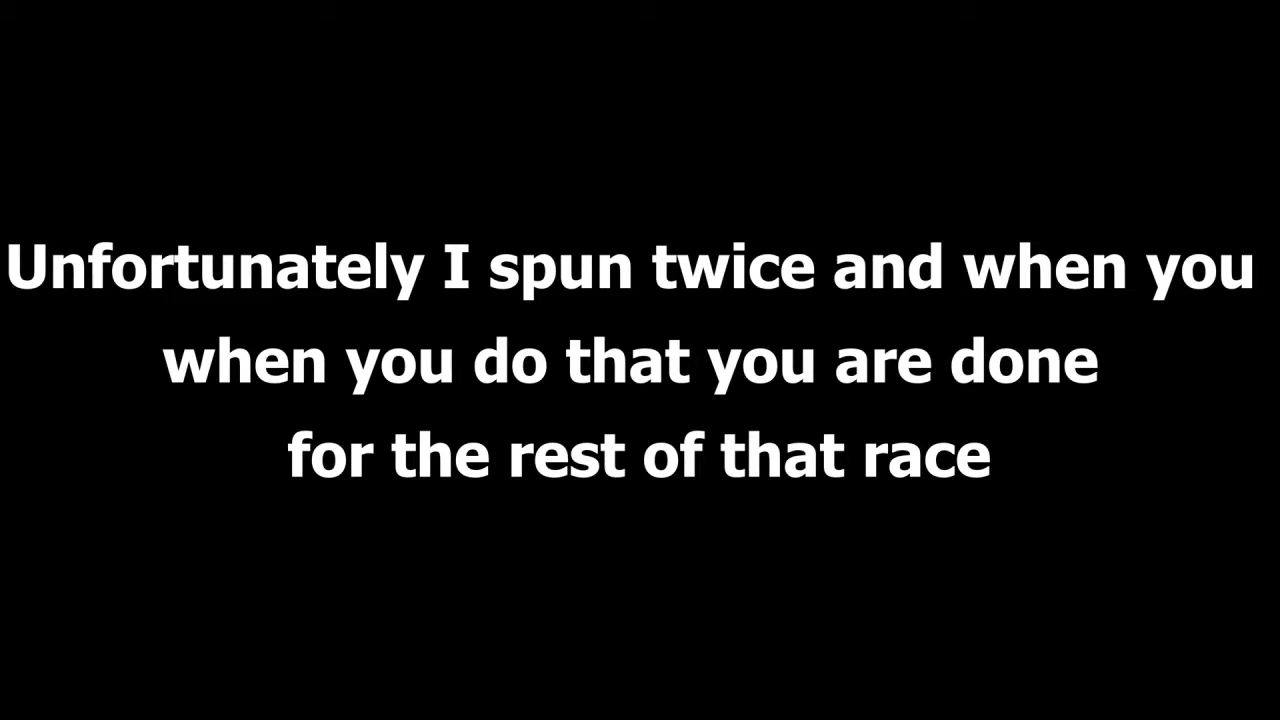 Unfortunately I spun twice and when you
when you do that you are done
for the rest of that race